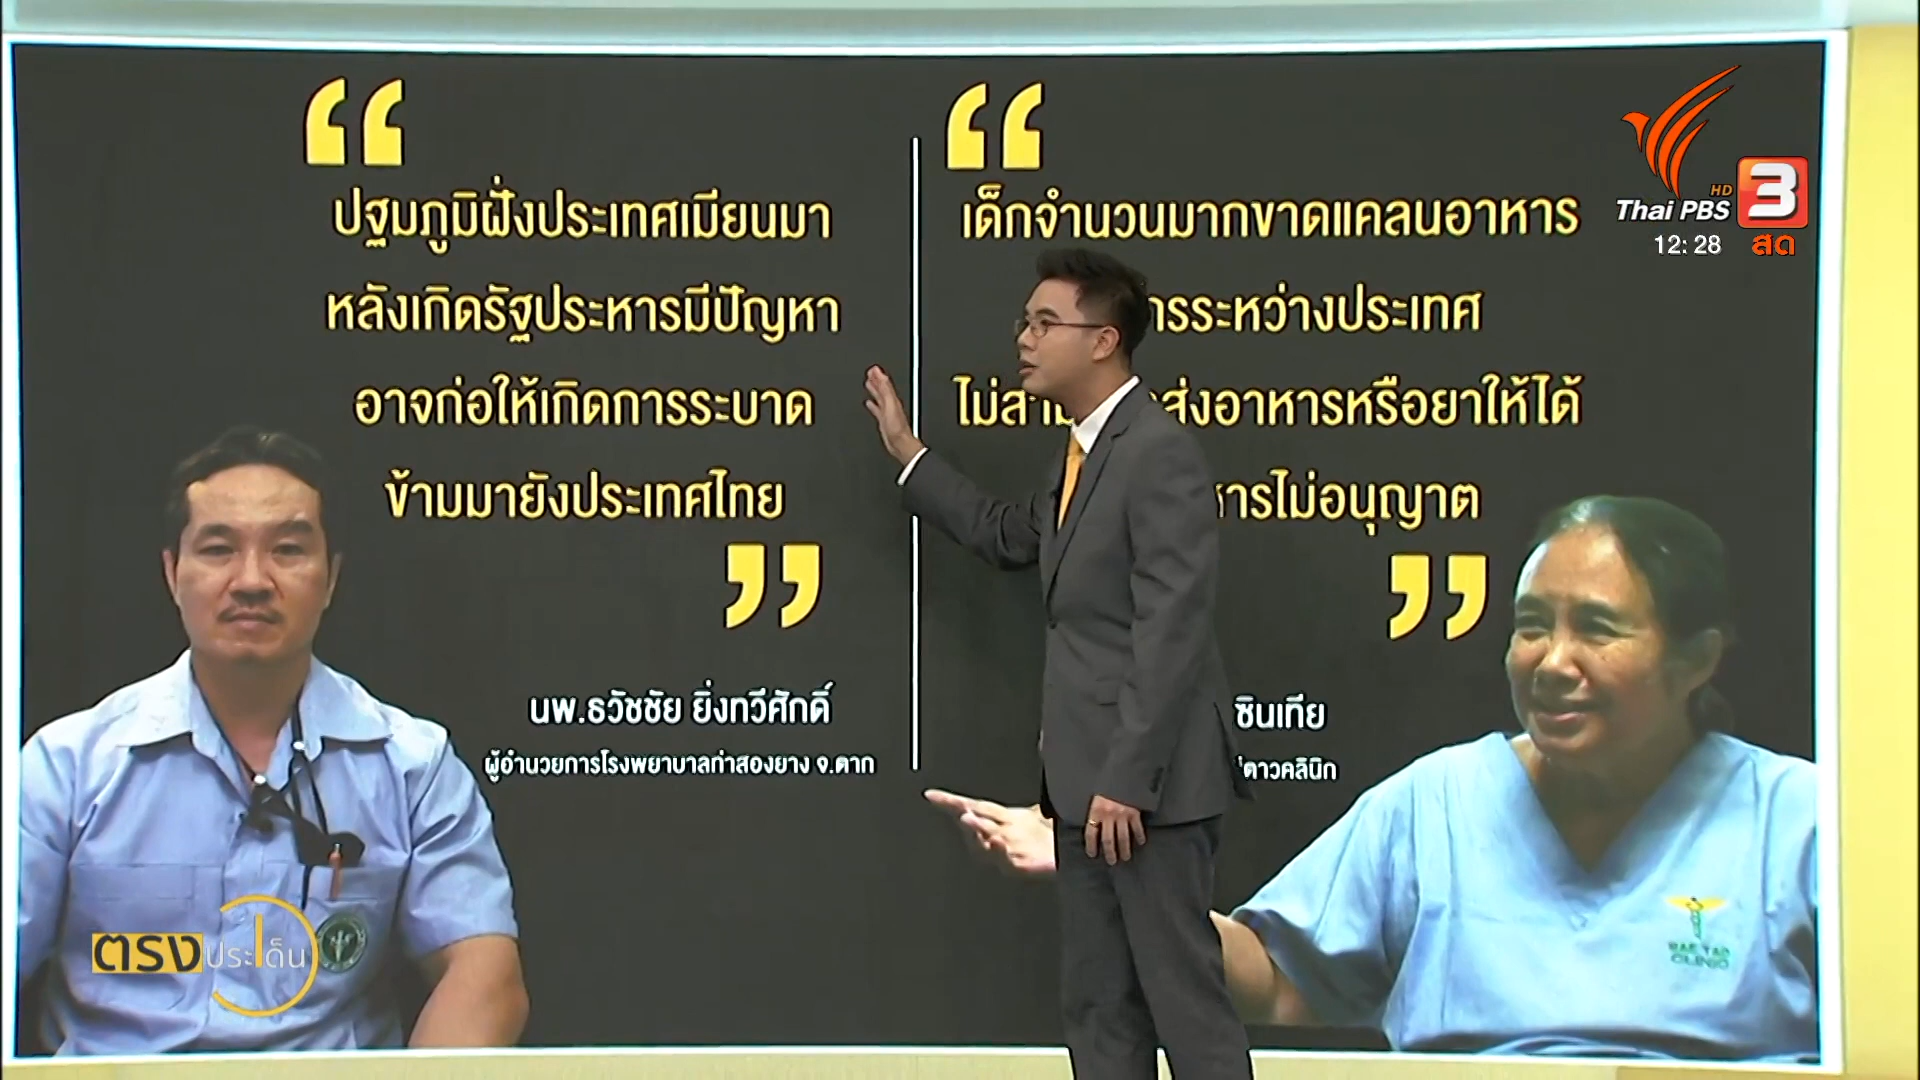 ปฐมภูมิฝั่งประเทศเมียนมา
หลังเกิดรัฐประหารมีปัญหา
อาจก่อให้เกิดการระบาด
ข้ามมายังประเทศไทย
นพ.ธวัชชัย ยิ่งทวีศักดิ์
ผู้อำนวยการโรงพยาบาลท่าสองยาง จ.ตาก
เด็กจำนวนมากขาดแคลนอาหาร
ระหว่างประเทศ
ส่งอาหารหรือยาให้ได้
ไม่อนุญาต
ซินเทีย
ตาวคลินิก
Thai PBS
HD
3
12:28
สด
ตรงประเด็น
MAE TAO
CLINIC